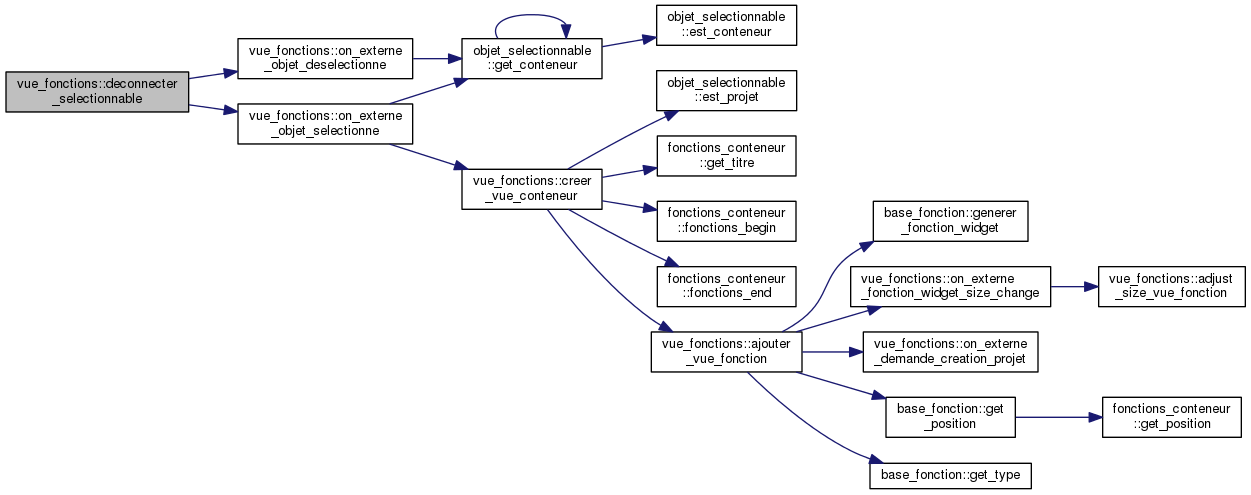 vue_fonctions::deconnecter
_selectionnable
vue_fonctions::on_externe
_objet_deselectionne
vue_fonctions::on_externe
_objet_selectionne
objet_selectionnable
::get_conteneur
vue_fonctions::creer
_vue_conteneur
objet_selectionnable
::est_conteneur
objet_selectionnable
::est_projet
fonctions_conteneur
::get_titre
fonctions_conteneur
::fonctions_begin
fonctions_conteneur
::fonctions_end
vue_fonctions::ajouter
_vue_fonction
base_fonction::generer
_fonction_widget
vue_fonctions::on_externe
_fonction_widget_size_change
vue_fonctions::on_externe
_demande_creation_projet
base_fonction::get
_position
base_fonction::get_type
vue_fonctions::adjust
_size_vue_fonction
fonctions_conteneur
::get_position